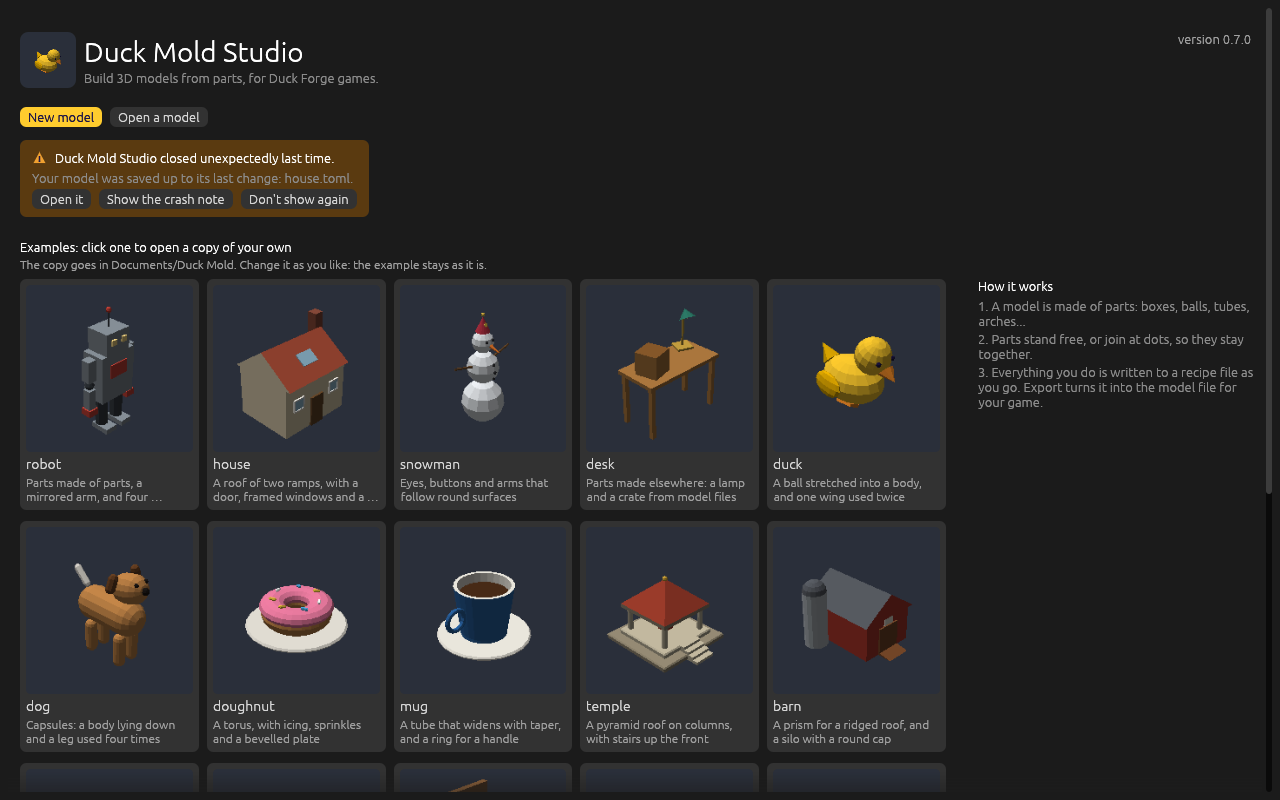 Duck Mold Studio
Build 3D models from parts, for Duck Forge games.
version 0.7.0
New model
Open a model
Duck Mold Studio closed unexpectedly last time.
Your model was saved up to its last change: house.toml.
Open it
Show the crash note
Don't show again
Examples: click one to open a copy of your own
The copy goes in Documents/Duck Mold. Change it as you like: the example stays as it is.
robot
Parts made of parts, a
mirrored arm, and four ...
house
A roof of two ramps, with a
door, framed windows and a ...
snowman
Eyes, buttons and arms that
follow round surfaces
desk
Parts made elsewhere: a lamp
and a crate from model files
duck
A ball stretched into a body,
and one wing used twice
How it works
1. A model is made of parts: boxes, balls, tubes,
arches...
2. Parts stand free, or join at dots, so they stay
together.
3. Everything you do is written to a recipe file as
you go. Export turns it into the model file for
your game.
dog
Capsules: a body lying down
and a leg used four times
doughnut
A torus, with icing, sprinkles
and a bevelled plate
mug
A tube that widens with taper,
and a ring for a handle
temple
A pyramid roof on columns,
with stairs up the front
barn
A prism for a ridged roof, and
a silo with a round cap